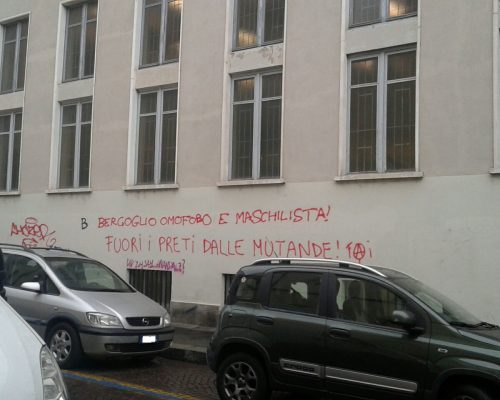 B BERGOGLIO OMOFOBO E MASCHILISTA!
FUORI I PRETI DALLE MUTANDE!